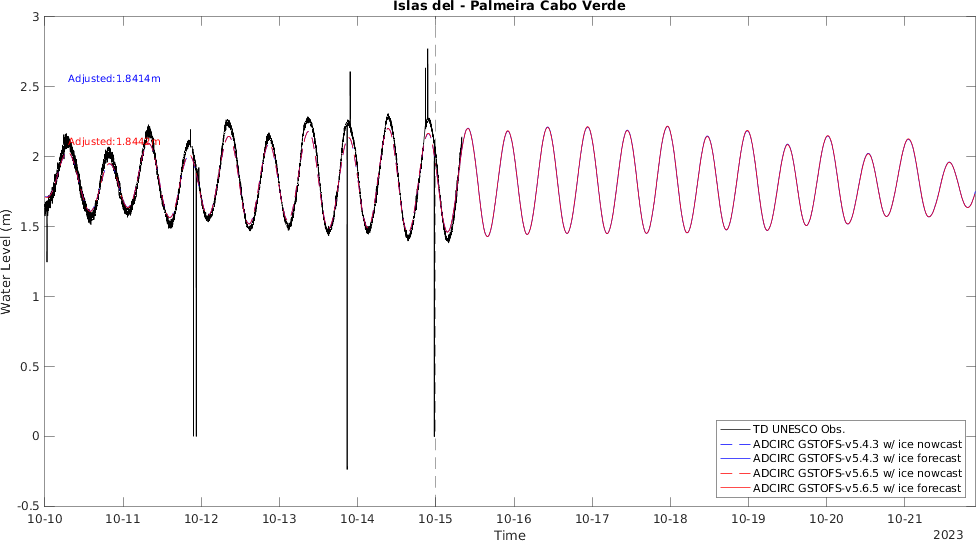 Islas del - Palmeira Cabo Verde
3
2.5
2
1.5
1
0.5
0
-0.5
Water Level (m)
Adjusted:1.8414m
10-10
10-11
10-12
10-13
10-14
10-15
10-16
10-17
10-18
10-19
10-20
10-21
Time
2023
TD UNESCO Obs.
ADCIRC GSTOFS-v5.4.3 w/ ice nowcast
ADCIRC GSTOFS-v5.4.3 w/ ice forecast
ADCIRC GSTOFS-v5.6.5 w/ ice nowcast
ADCIRC GSTOFS-v5.6.5 w/ ice forecast